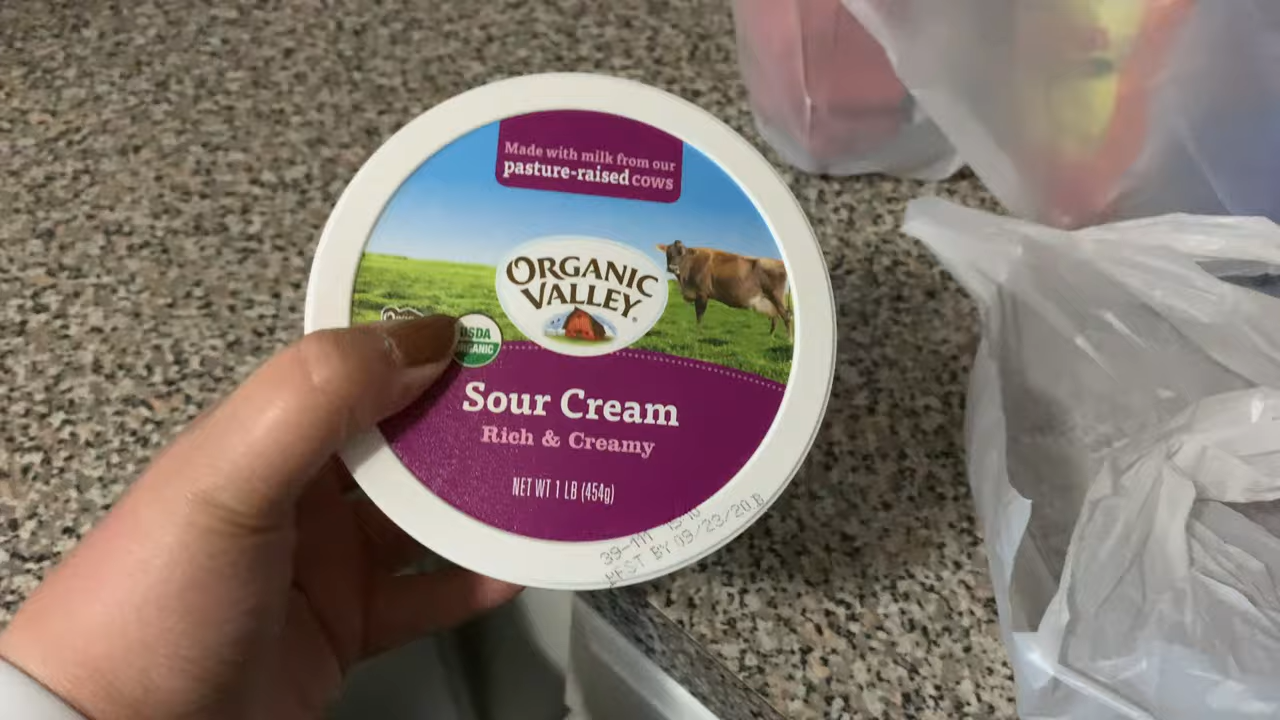 Made with milk from our
pasture-raised cows
ORGANIC
VALLEY®
USDA
ORGANIC
Sour Cream
Rich & Creamy
NET WT 1 LB (454g)
BEST BY 09/23/20 B